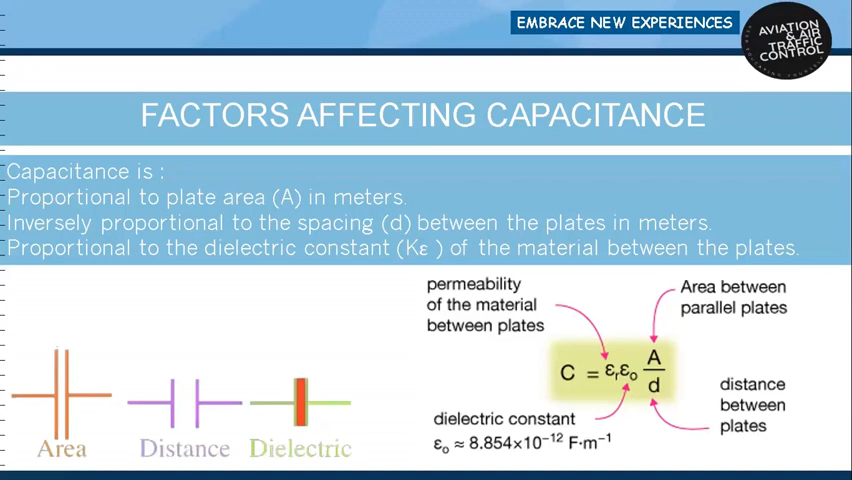 EMBRACE NEW EXPERIENCES
AVIATION
& AIR
TRAFFIC
CONTROL
FACTORS AFFECTING CAPACITANCE
Capacitance is :
Proportional to plate area (A) in meters.
Inversely proportional to the spacing (d) between the plates in meters.
Proportional to the dielectric constant (Kε ) of the material between the plates.
permeability
of the material
between plates
Area between
parallel plates
C = εrεo A/d
distance
between
plates
dielectric constant
εo ≈ 8.854×10⁻¹² F·m⁻¹
Area
Distance
Dielectric